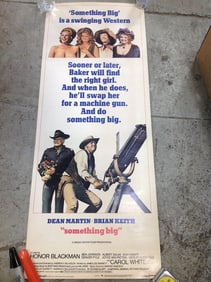 'Something Big'
is a swinging Western
Sooner or later,
Baker will find
the right girl.
And when he does,
he'll swap her
for a machine gun.
And do
something big.
DEAN MARTIN · BRIAN KEITH
"something big"
HONOR BLACKMAN
CAROL WHITE